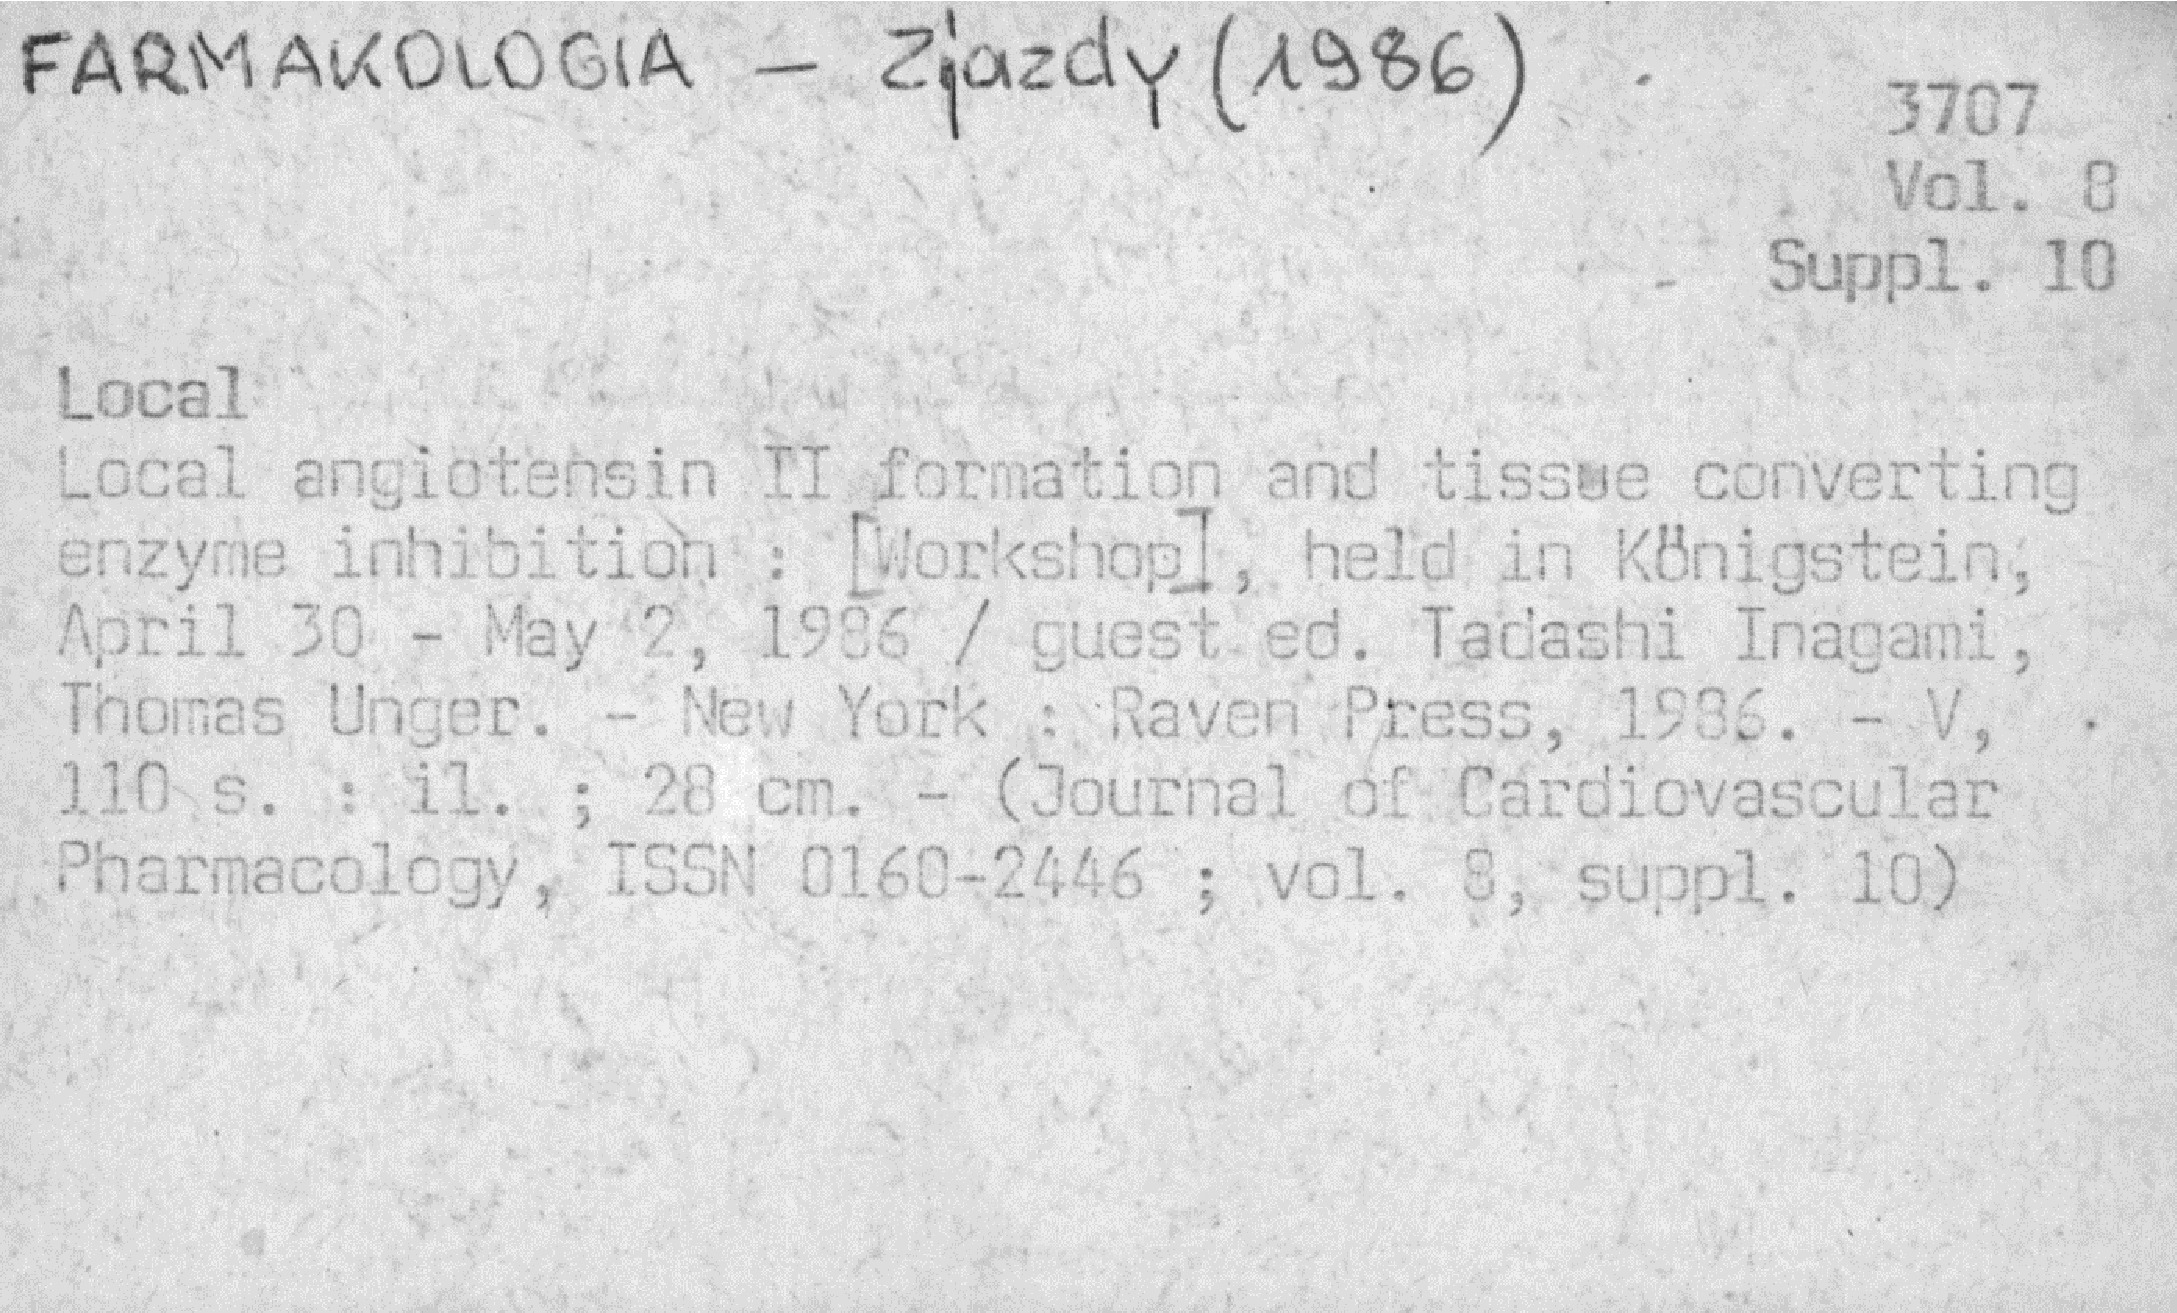 FARMAKOLOGIA — Zjazdy (1986)
3707
Vol. 8
Suppl. 10
Local
Local angiotensin II formation and tissue converting
enzyme inhibition : [Workshop], held in Königstein,
April 30 - May 2, 1986 / guest ed. Tadashi Inagami,
Thomas Unger. - New York : Raven Press, 1986. - V,
110 s. : il. ; 28 cm. - (Journal of Cardiovascular
Pharmacology, ISSN 0160-2446 ; vol. 8, suppl. 10)